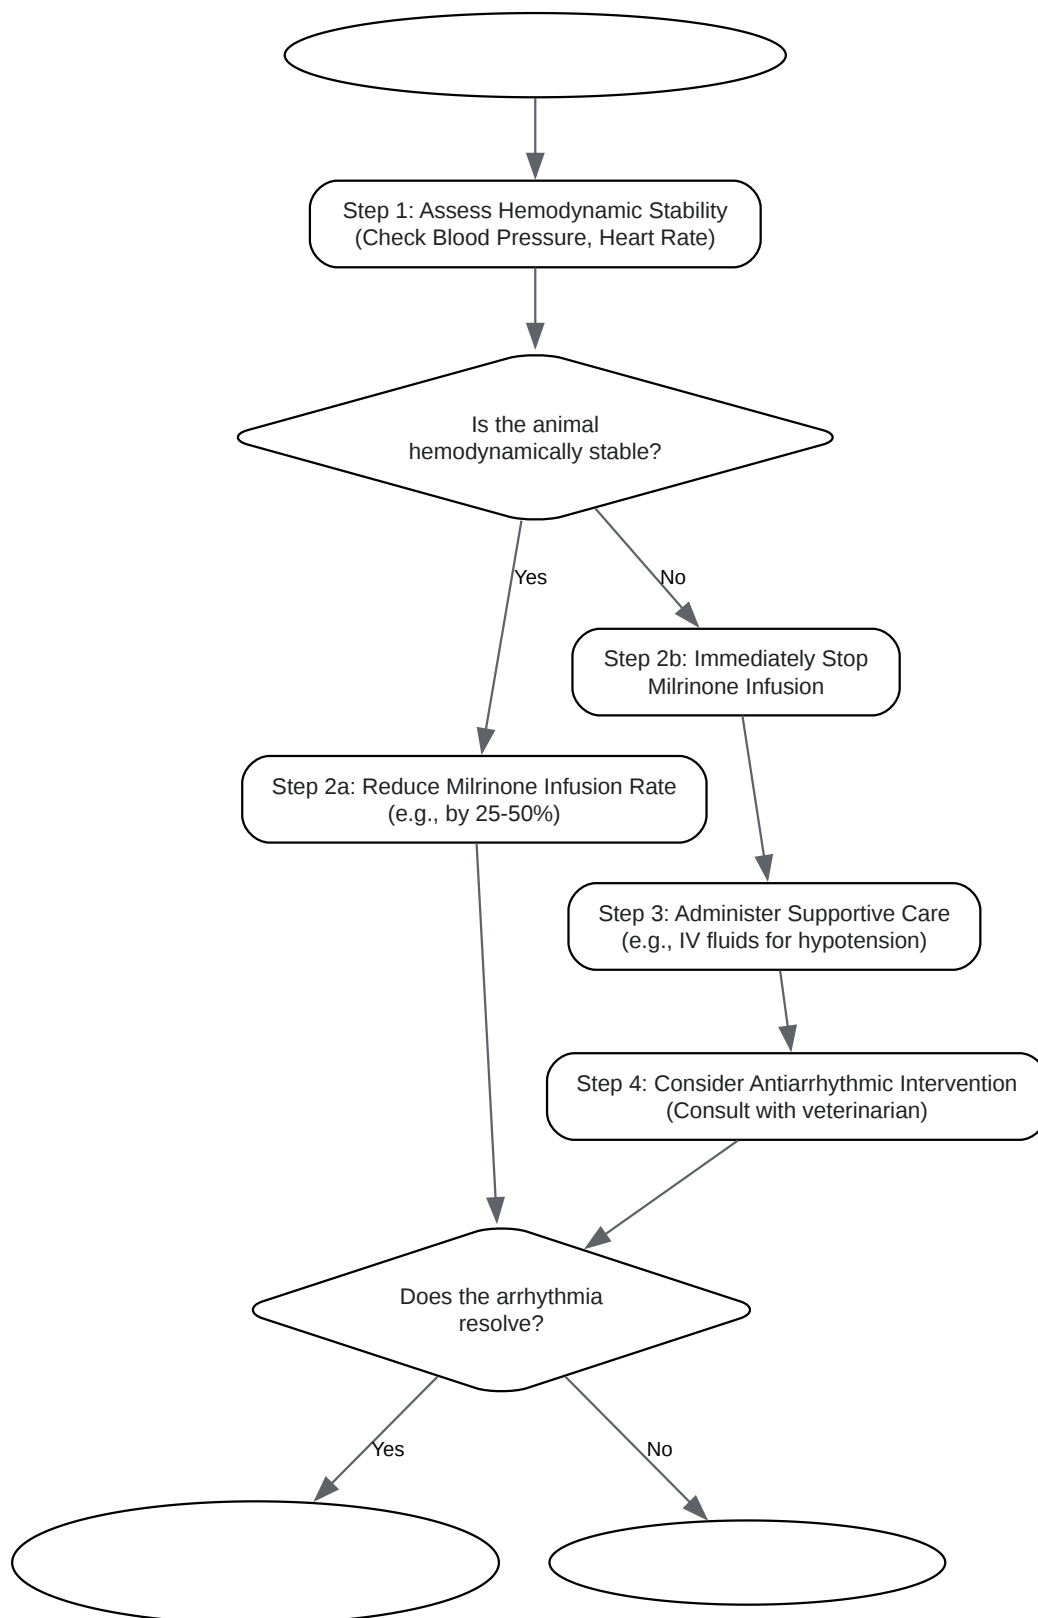 Step 1: Assess Hemodynamic Stability
(Check Blood Pressure, Heart Rate)
Is the animal
hemodynamically stable?
Yes
No
Step 2b: Immediately Stop
Milrinone Infusion
Step 2a: Reduce Milrinone Infusion Rate
(e.g., by 25-50%)
Step 3: Administer Supportive Care
(e.g., IV fluids for hypotension)
Step 4: Consider Antiarrhythmic Intervention
(Consult with veterinarian)
Does the arrhythmia
resolve?
Yes
No